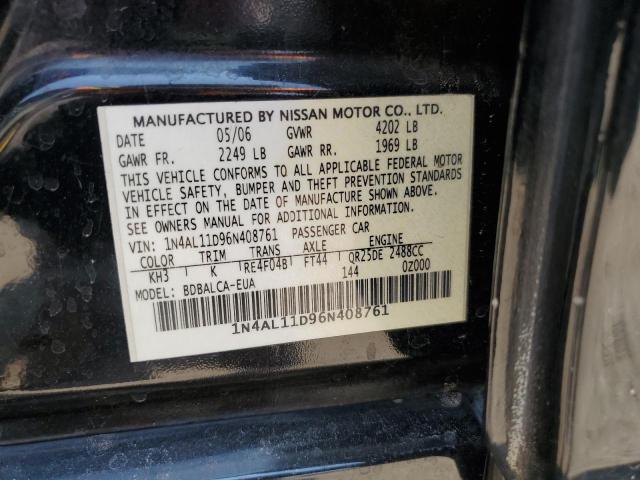 MANUFACTURED BY NISSAN MOTOR CO., LTD.
DATE 05/06 GVWR 4202 LB
GAWR FR. 2249 LB GAWR RR. 1969 LB
THIS VEHICLE CONFORMS TO ALL APPLICABLE FEDERAL MOTOR
VEHICLE SAFETY, BUMPER AND THEFT PREVENTION STANDARDS
IN EFFECT ON THE DATE OF MANUFACTURE SHOWN ABOVE.
SEE OWNERS MANUAL FOR ADDITIONAL INFORMATION.
VIN: 1N4AL11D96N408761 PASSENGER CAR
COLOR TRIM TRANS AXLE ENGINE
KH3 K RE4F04B FT44 QR25DE 2488CC
MODEL: BDBALCA-EUA 144 0Z000
1N4AL11D96N408761